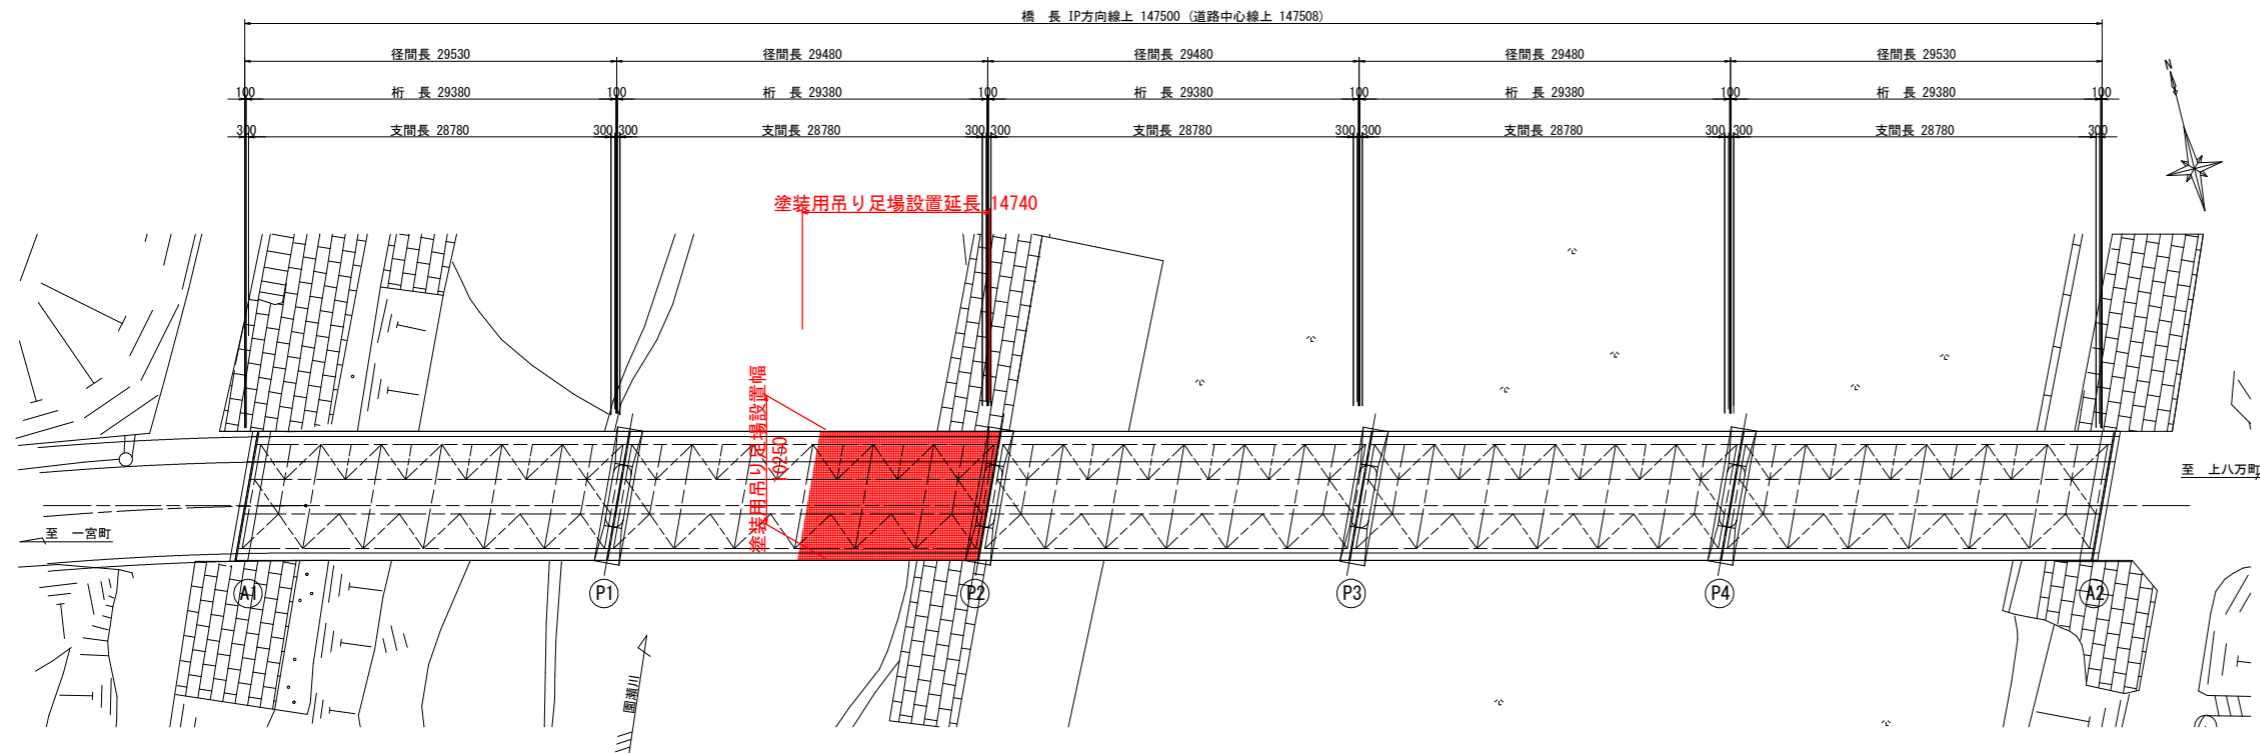 橋　長 IP方向線上 147500 (道路中心線上 147508)
径間長 29530
径間長 29480
径間長 29480
径間長 29480
径間長 29530
100
桁　長 29380
100
桁　長 29380
100
桁　長 29380
100
桁　長 29380
100
桁　長 29380
100
300
支間長 28780
300
300
支間長 28780
300
300
支間長 28780
300
300
支間長 28780
300
300
支間長 28780
300
N
塗装用吊り足場設置延長 14740
塗装用吊り足場設置幅
10250
至　一宮町
至　上八万町
A1
P1
P2
P3
P4
A2
園瀬川